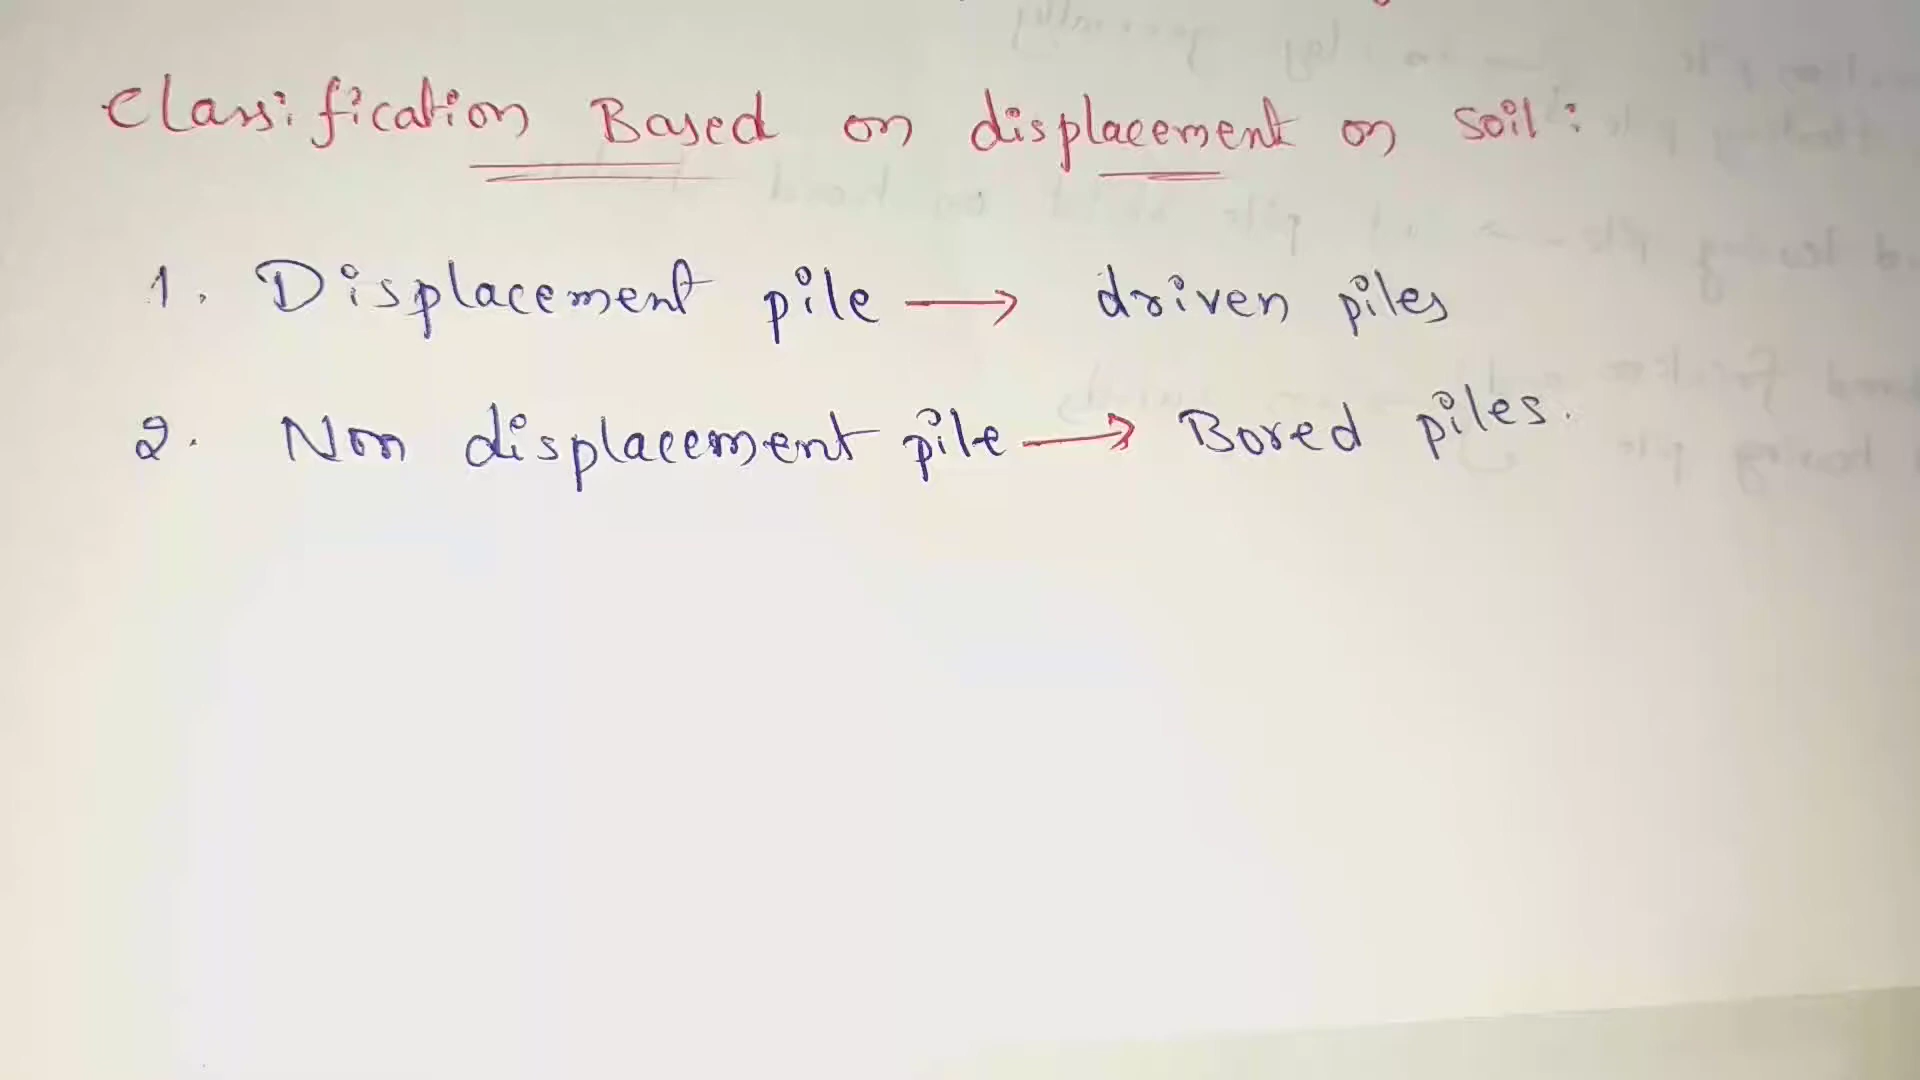 Classification Based on displacement on soil:
1. Displacement pile → driven piles
2. Non displacement pile → Bored piles.